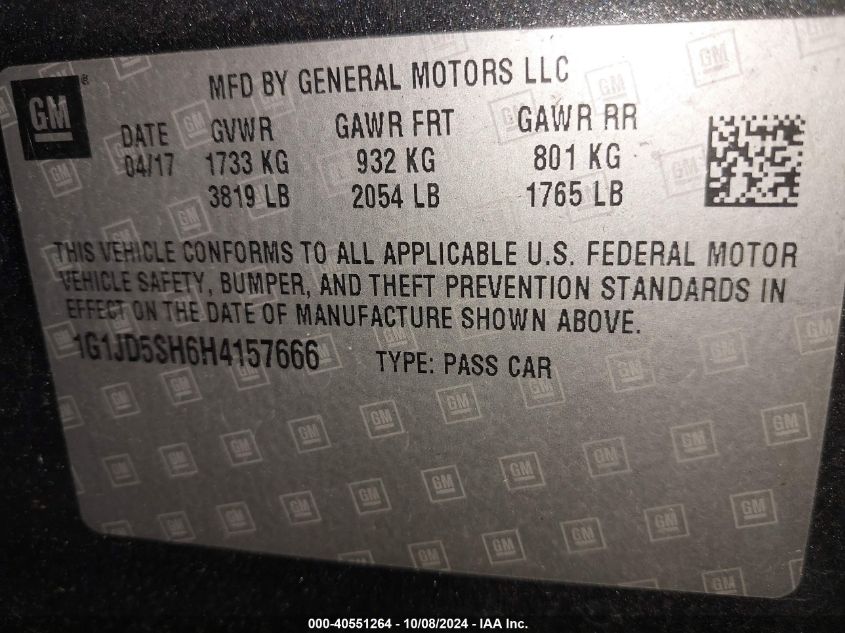 MFD BY GENERAL MOTORS LLC
GM ®
DATE GVWR GAWR FRT GAWR RR
04/17 1733 KG 932 KG 801 KG
3819 LB 2054 LB 1765 LB
THIS VEHICLE CONFORMS TO ALL APPLICABLE U.S. FEDERAL MOTOR
VEHICLE SAFETY, BUMPER, AND THEFT PREVENTION STANDARDS IN
EFFECT ON THE DATE OF MANUFACTURE SHOWN ABOVE.
1G1JD5SH6H4157666 TYPE: PASS CAR
000-40551264 - 10/08/2024 - IAA Inc.